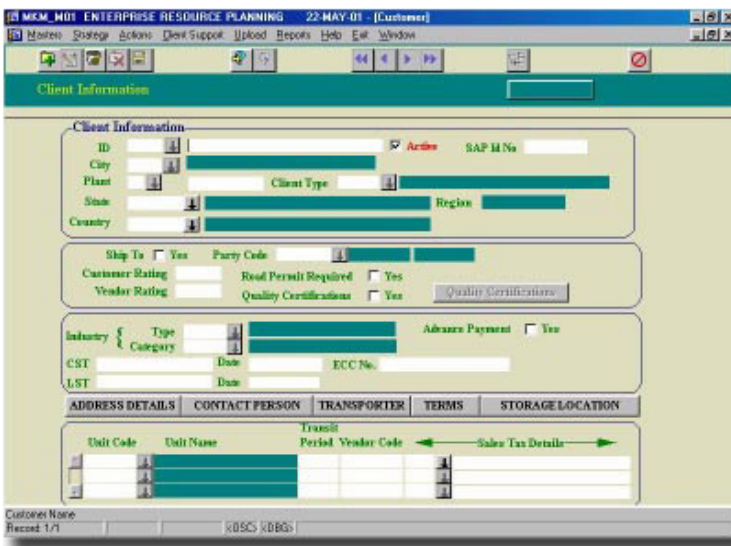 MKM_M01 ENTERPRISE RESOURCE PLANNING 22-MAY-01 - [Customer]
Masters Strategy Actions Client Support Upload Reports Help Exit Window
Client Information
Client Information
ID Active SAP Id No
City
Plant Client Type
State Region
Country
Ship To Yes Party Code
Customer Rating Road Permit Required Yes
Vendor Rating Quality Certifications Yes Quality Certifications
Industry { Type Advance Payment Yes
Category
CST Date ECC No.
LST Date
ADDRESS DETAILS CONTACT PERSON TRANSPORTER TERMS STORAGE LOCATION
Transit
Unit Code Unit Name Period Vendor Code Sales Tax Details
Customer Name
Record: 1/1 <OSC> <DBG>